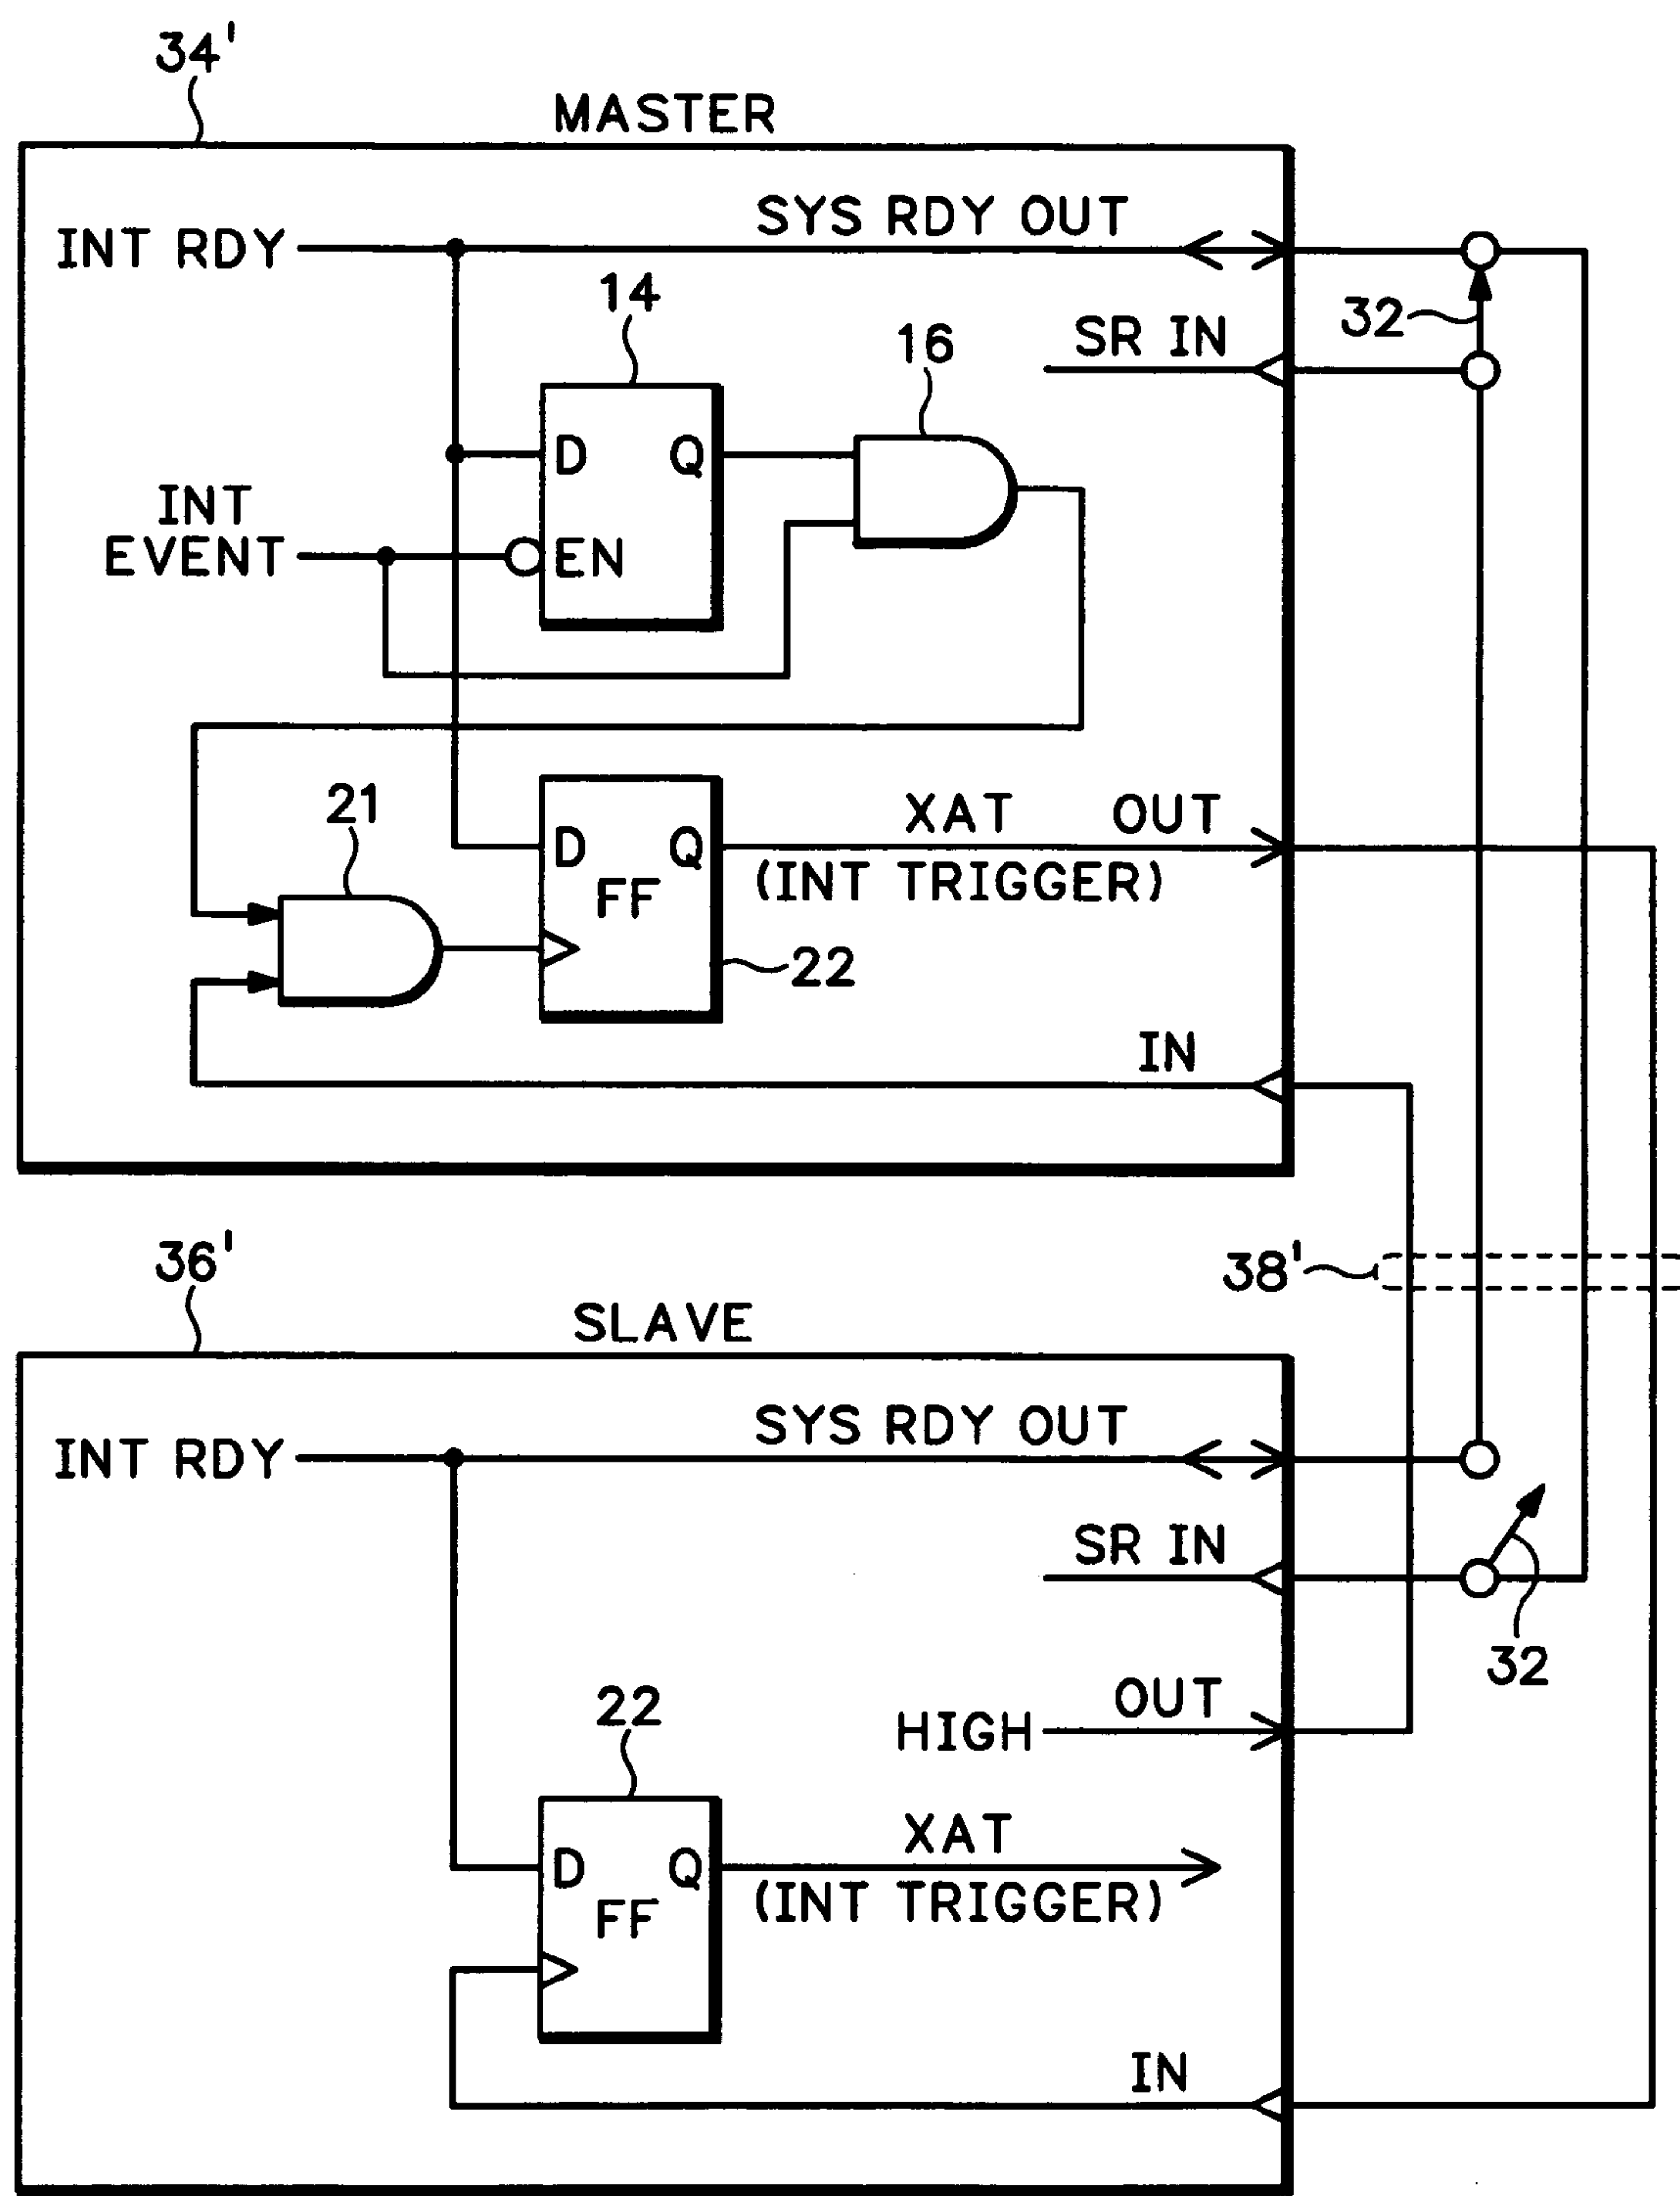 34'
MASTER
SYS RDY OUT
INT RDY
14
32
SR IN
16
D Q
INT
EVENT
EN
21
XAT OUT
D Q
(INT TRIGGER)
FF
22
IN
36'
38'
SLAVE
SYS RDY OUT
INT RDY
SR IN
32
OUT
22
HIGH
XAT
D Q
(INT TRIGGER)
FF
IN